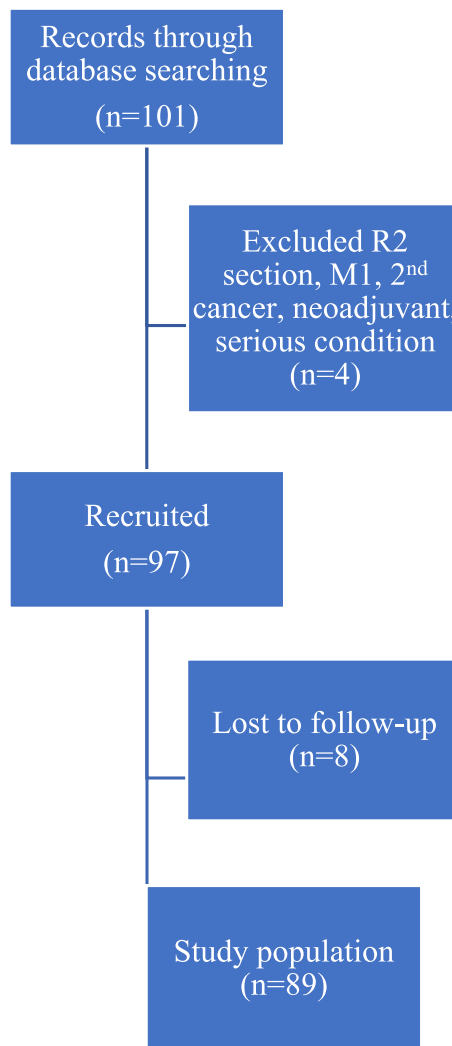 Records through
database searching
(n=101)
Excluded R2
section, M1, 2nd
cancer, neoadjuvant,
serious condition
(n=4)
Recruited
(n=97)
Lost to follow-up
(n=8)
Study population
(n=89)